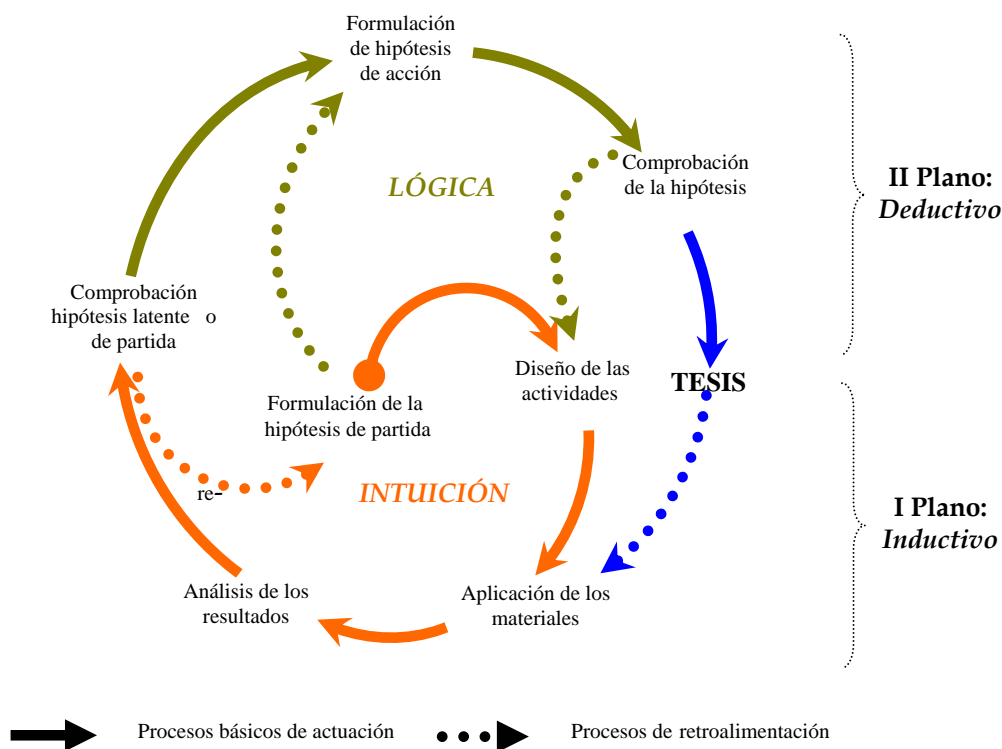 Formulación
de hipótesis
de acción
Comprobación
de la hipótesis
LÓGICA
II Plano:
Deductivo
Comprobación
hipótesis latente o
de partida
Diseño de las
actividades
TESIS
Formulación de la
hipótesis de partida
re-
INTUICIÓN
I Plano:
Inductivo
Análisis de los
resultados
Aplicación de los
materiales
Procesos básicos de actuación
Procesos de retroalimentación